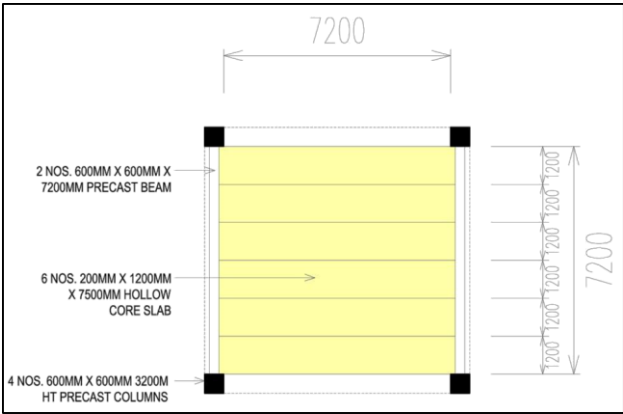 7200
2 NOS. 600MM X 600MM X
7200MM PRECAST BEAM
6 NOS. 200MM X 1200MM
X 7500MM HOLLOW
CORE SLAB
4 NOS. 600MM X 600MM 3200M
HT PRECAST COLUMNS
1200
1200
1200
1200
1200
1200
7200